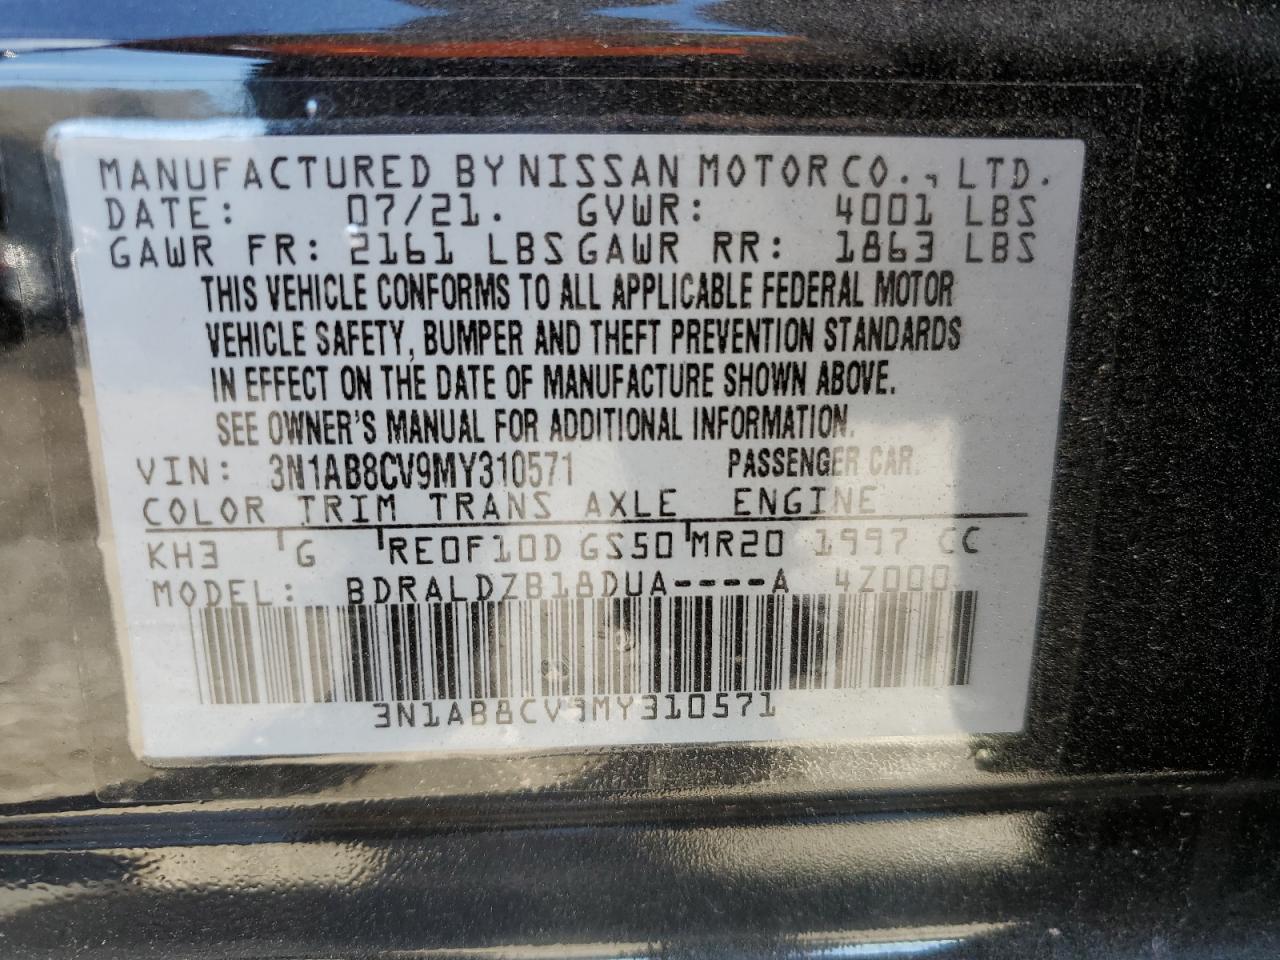 MANUFACTURED BY NISSAN MOTOR CO., LTD.
DATE: 07/21. GVWR: 4001 LBS
GAWR FR: 2161 LBS GAWR RR: 1863 LBS
THIS VEHICLE CONFORMS TO ALL APPLICABLE FEDERAL MOTOR
VEHICLE SAFETY, BUMPER AND THEFT PREVENTION STANDARDS
IN EFFECT ON THE DATE OF MANUFACTURE SHOWN ABOVE.
SEE OWNER'S MANUAL FOR ADDITIONAL INFORMATION.
VIN: 3N1AB8CV9MY310571 PASSENGER CAR.
COLOR TRIM TRANS AXLE ENGINE
KH3 G RE0F10D GS50 MR20 1997 CC
MODEL: BDRALDZB18DUA----A 4Z000
3N1AB8CV9MY310571